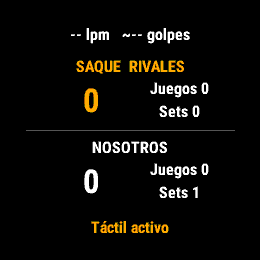 -- lpm ~-- golpes
SAQUE RIVALES
0
Juegos 0
Sets 0
NOSOTROS
0
Juegos 0
Sets 1
Táctil activo